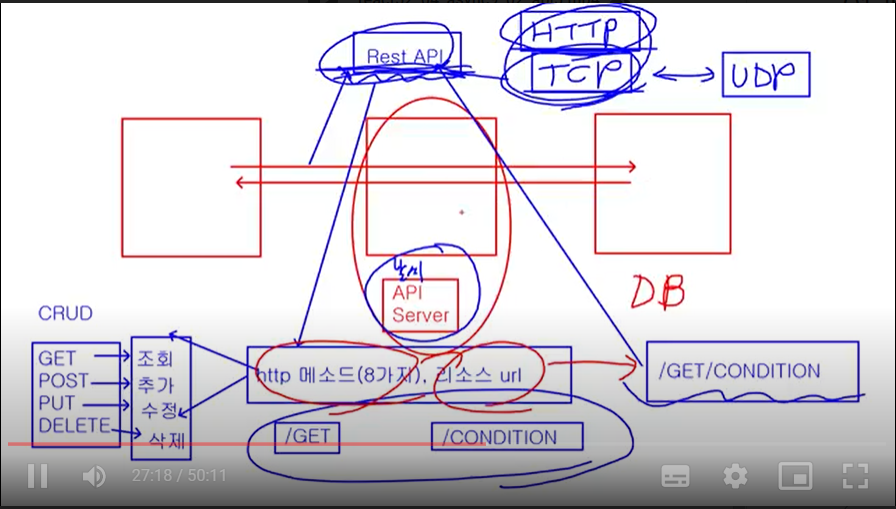 HTTP
Rest API
TCP
UDP
날씨
API
Server
DB
CRUD
GET
POST
PUT
DELETE
조회
추가
수정
삭제
http 메소드(8가지), 리소스 url
/GET/CONDITION
/GET
/CONDITION
27:18 / 50:11